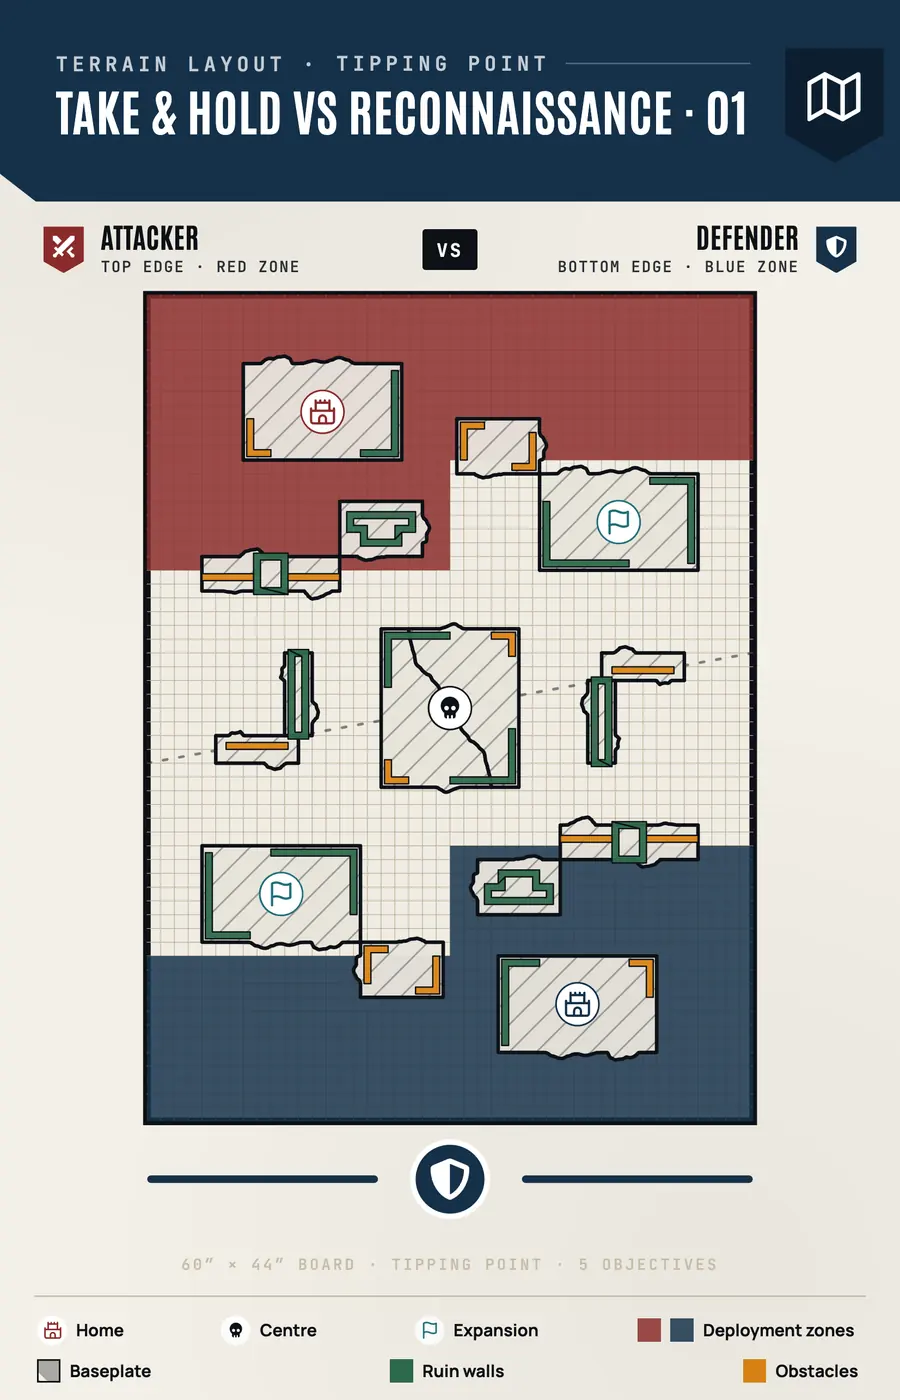 TERRAIN LAYOUT · TIPPING POINT
TAKE & HOLD VS RECONNAISSANCE · 01
ATTACKER
TOP EDGE · RED ZONE
VS
DEFENDER
BOTTOM EDGE · BLUE ZONE
60″ × 44″ BOARD · TIPPING POINT · 5 OBJECTIVES
Home
Centre
Expansion
Deployment zones
Baseplate
Ruin walls
Obstacles